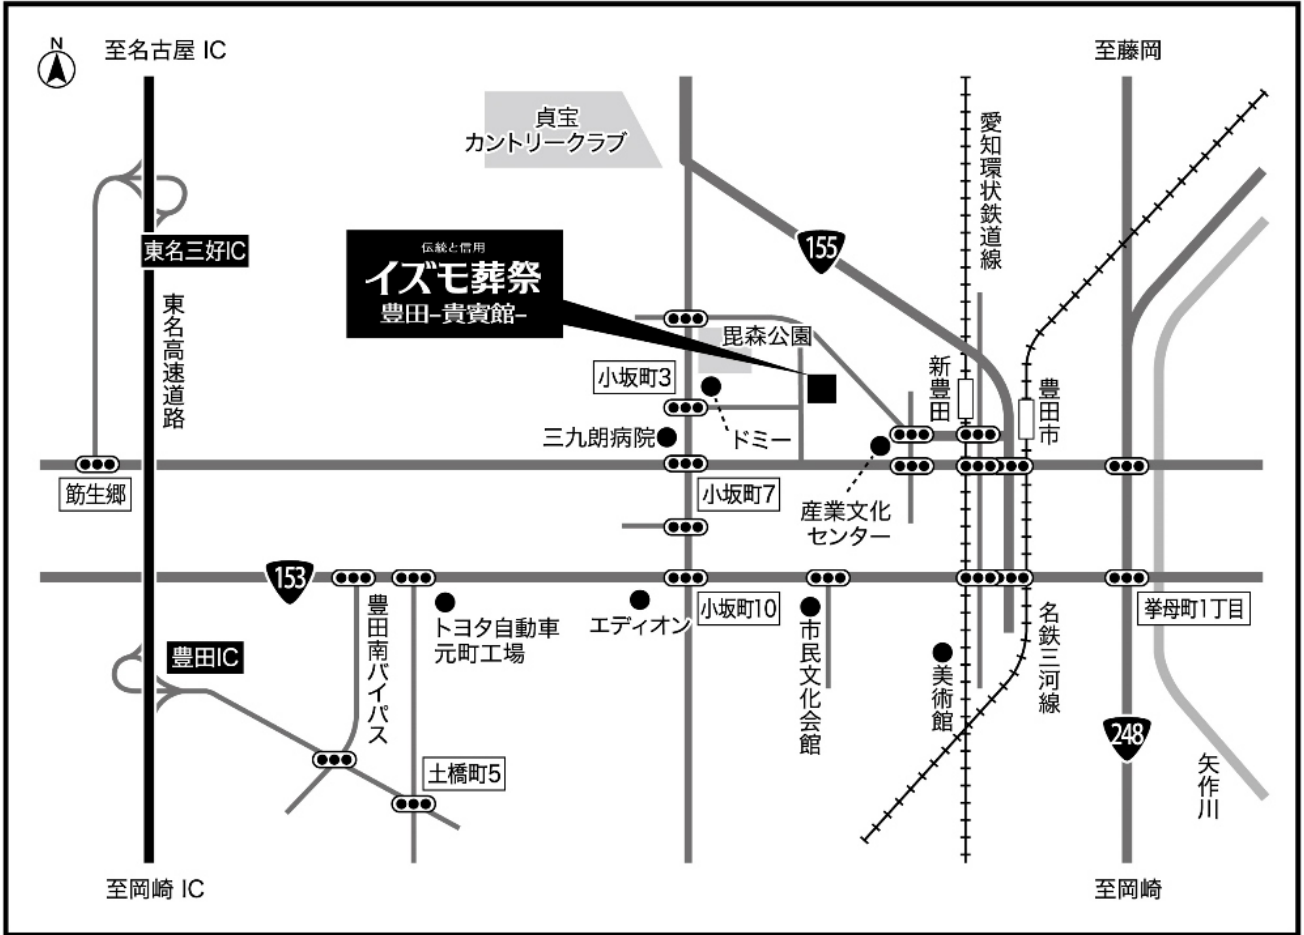 N
至名古屋 IC
至藤岡
貞宝
カントリークラブ
愛知環状鉄道線
東名三好IC
155
伝統と信用
イズモ葬祭
豊田–貴賓館–
東名高速道路
毘森公園
小坂町3
新豊田
豊田市
三九朗病院
ドミー
筋生郷
小坂町7
産業文化
センター
153
豊田南バイパス
トヨタ自動車
元町工場
エディオン
小坂町10
市民文化会館
名鉄三河線
挙母町1丁目
豊田IC
美術館
248
土橋町5
矢作川
至岡崎 IC
至岡崎